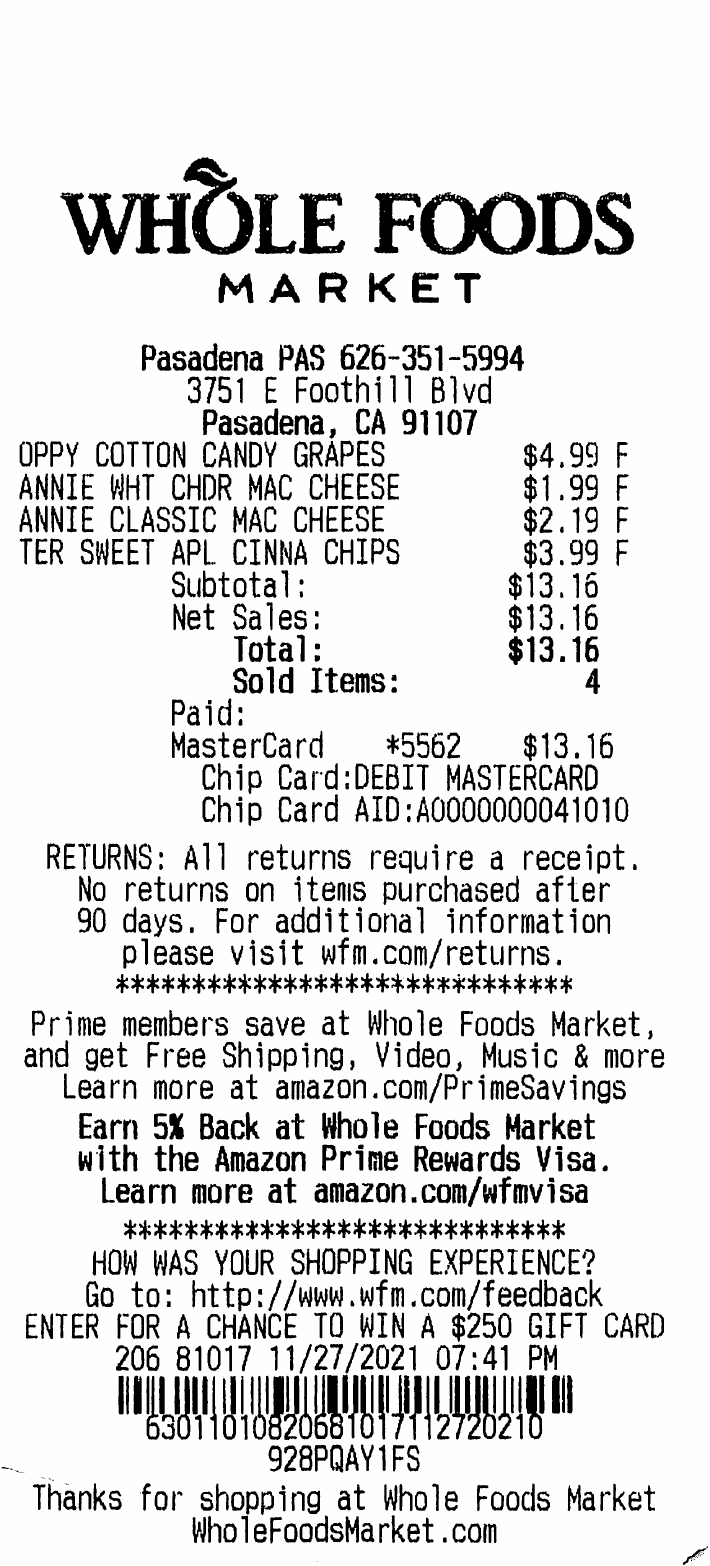 WHOLE FOODS
MARKET
Pasadena PAS 626-351-5994
3751 E Foothill Blvd
Pasadena, CA 91107
OPPY COTTON CANDY GRAPES $4.99 F
ANNIE WHT CHDR MAC CHEESE $1.99 F
ANNIE CLASSIC MAC CHEESE $2.19 F
TER SWEET APL CINNA CHIPS $3.99 F
Subtotal: $13.16
Net Sales: $13.16
Total: $13.16
Sold Items: 4
Paid:
MasterCard *5562 $13.16
Chip Card:DEBIT MASTERCARD
Chip Card AID:A0000000041010
RETURNS: All returns require a receipt.
No returns on items purchased after
90 days. For additional information
please visit wfm.com/returns.
******************************
Prime members save at Whole Foods Market,
and get Free Shipping, Video, Music & more
Learn more at amazon.com/PrimeSavings
Earn 5% Back at Whole Foods Market
with the Amazon Prime Rewards Visa.
Learn more at amazon.com/wfmvisa
*****************************
HOW WAS YOUR SHOPPING EXPERIENCE?
Go to: http://www.wfm.com/feedback
ENTER FOR A CHANCE TO WIN A $250 GIFT CARD
206 81017 11/27/2021 07:41 PM
63011010820681017112720210
928PQAY1FS
Thanks for shopping at Whole Foods Market
WholeFoodsMarket.com